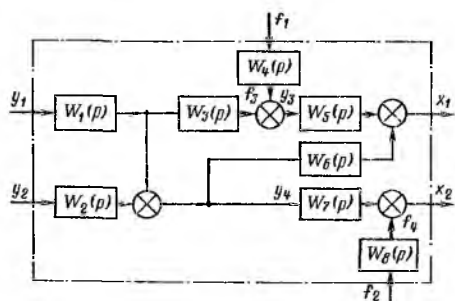 f₁
W₄(p)
y₁ W₁(p) W₃(p) f₃ y₃ W₅(p) x₁
W₆(p)
y₂ W₂(p) y₄ W₇(p) x₂
f₄
W₈(p)
f₂